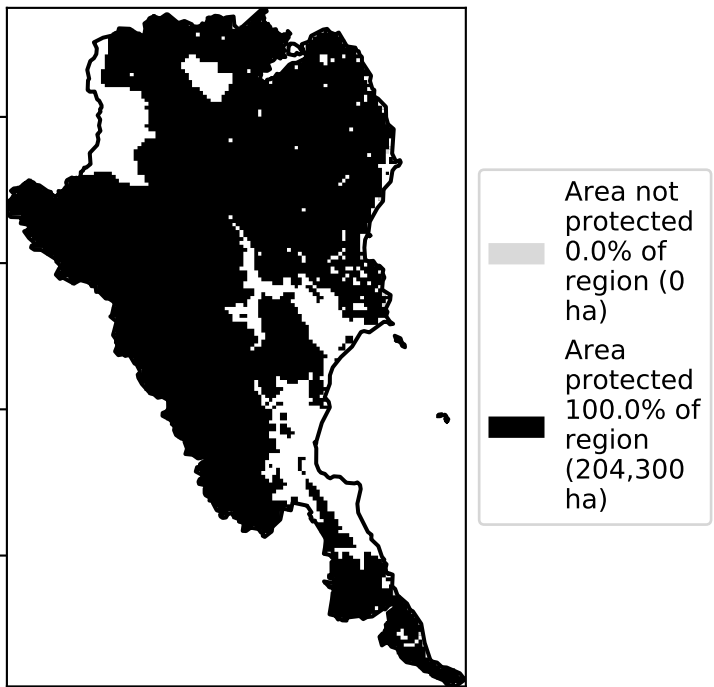 Area not
protected
0.0% of
region (0
ha)
Area
protected
100.0% of
region
(204,300
ha)